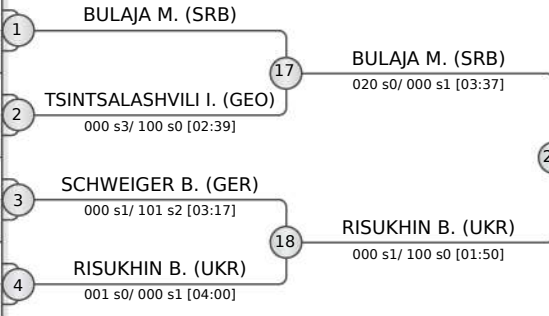 BULAJA M. (SRB)
1
17
BULAJA M. (SRB)
020 s0/ 000 s1 [03:37]
TSINTSALASHVILI I. (GEO)
2
000 s3/ 100 s0 [02:39]
2
SCHWEIGER B. (GER)
3
000 s1/ 101 s2 [03:17]
18
RISUKHIN B. (UKR)
000 s1/ 100 s0 [01:50]
RISUKHIN B. (UKR)
4
001 s0/ 000 s1 [04:00]